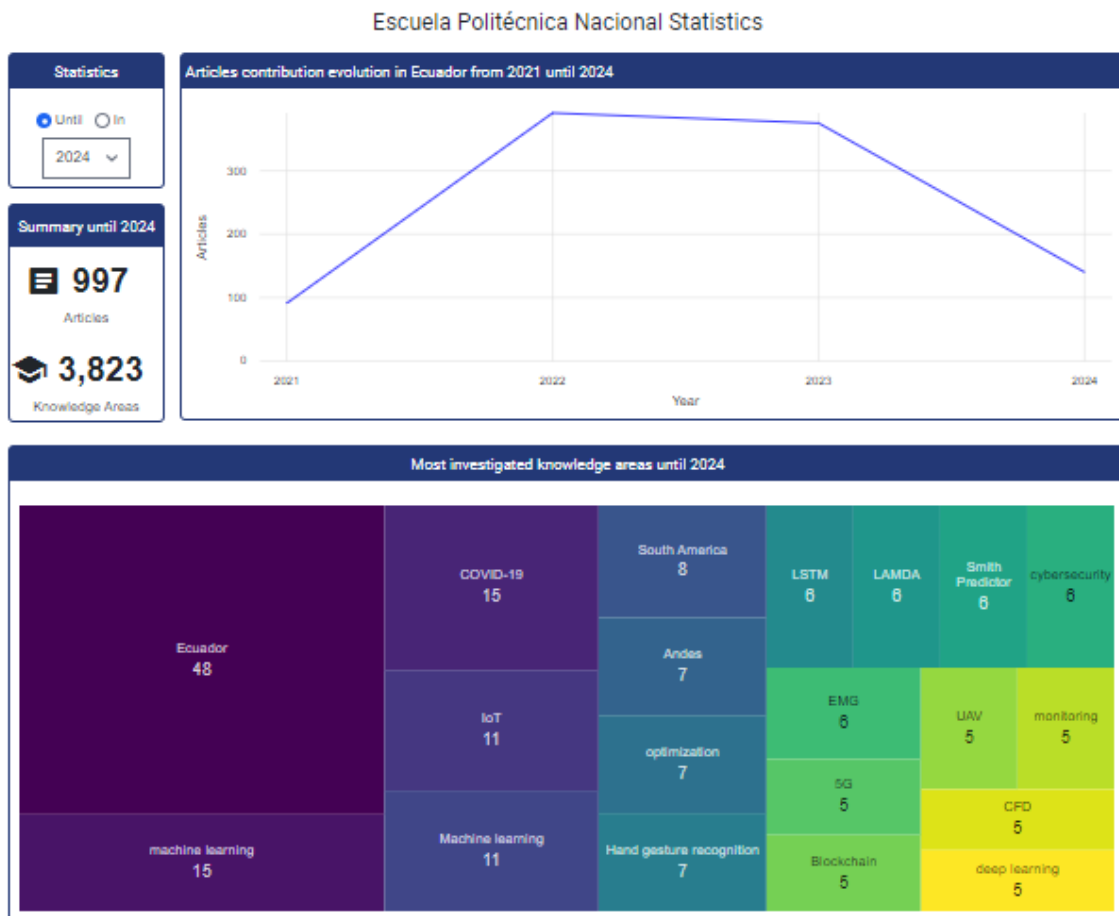 Escuela Politécnica Nacional Statistics
Statistics
Until In
2024
Summary until 2024
997
Articles
3,823
Knowledge Areas
Articles contribution evolution in Ecuador from 2021 until 2024
Articles
300
200
100
0
2021 2022 2023 2024
Year
Most investigated knowledge areas until 2024
Ecuador
48
machine learning
15
COVID-19
15
IoT
11
Machine learning
11
South America
8
Andes
7
optimization
7
Hand gesture recognition
7
LSTM
6
LAMDA
6
Smith
Predictor
6
cybersecurity
6
EMG
6
5G
5
Blockchain
5
UAV
5
monitoring
5
CFD
5
deep learning
5